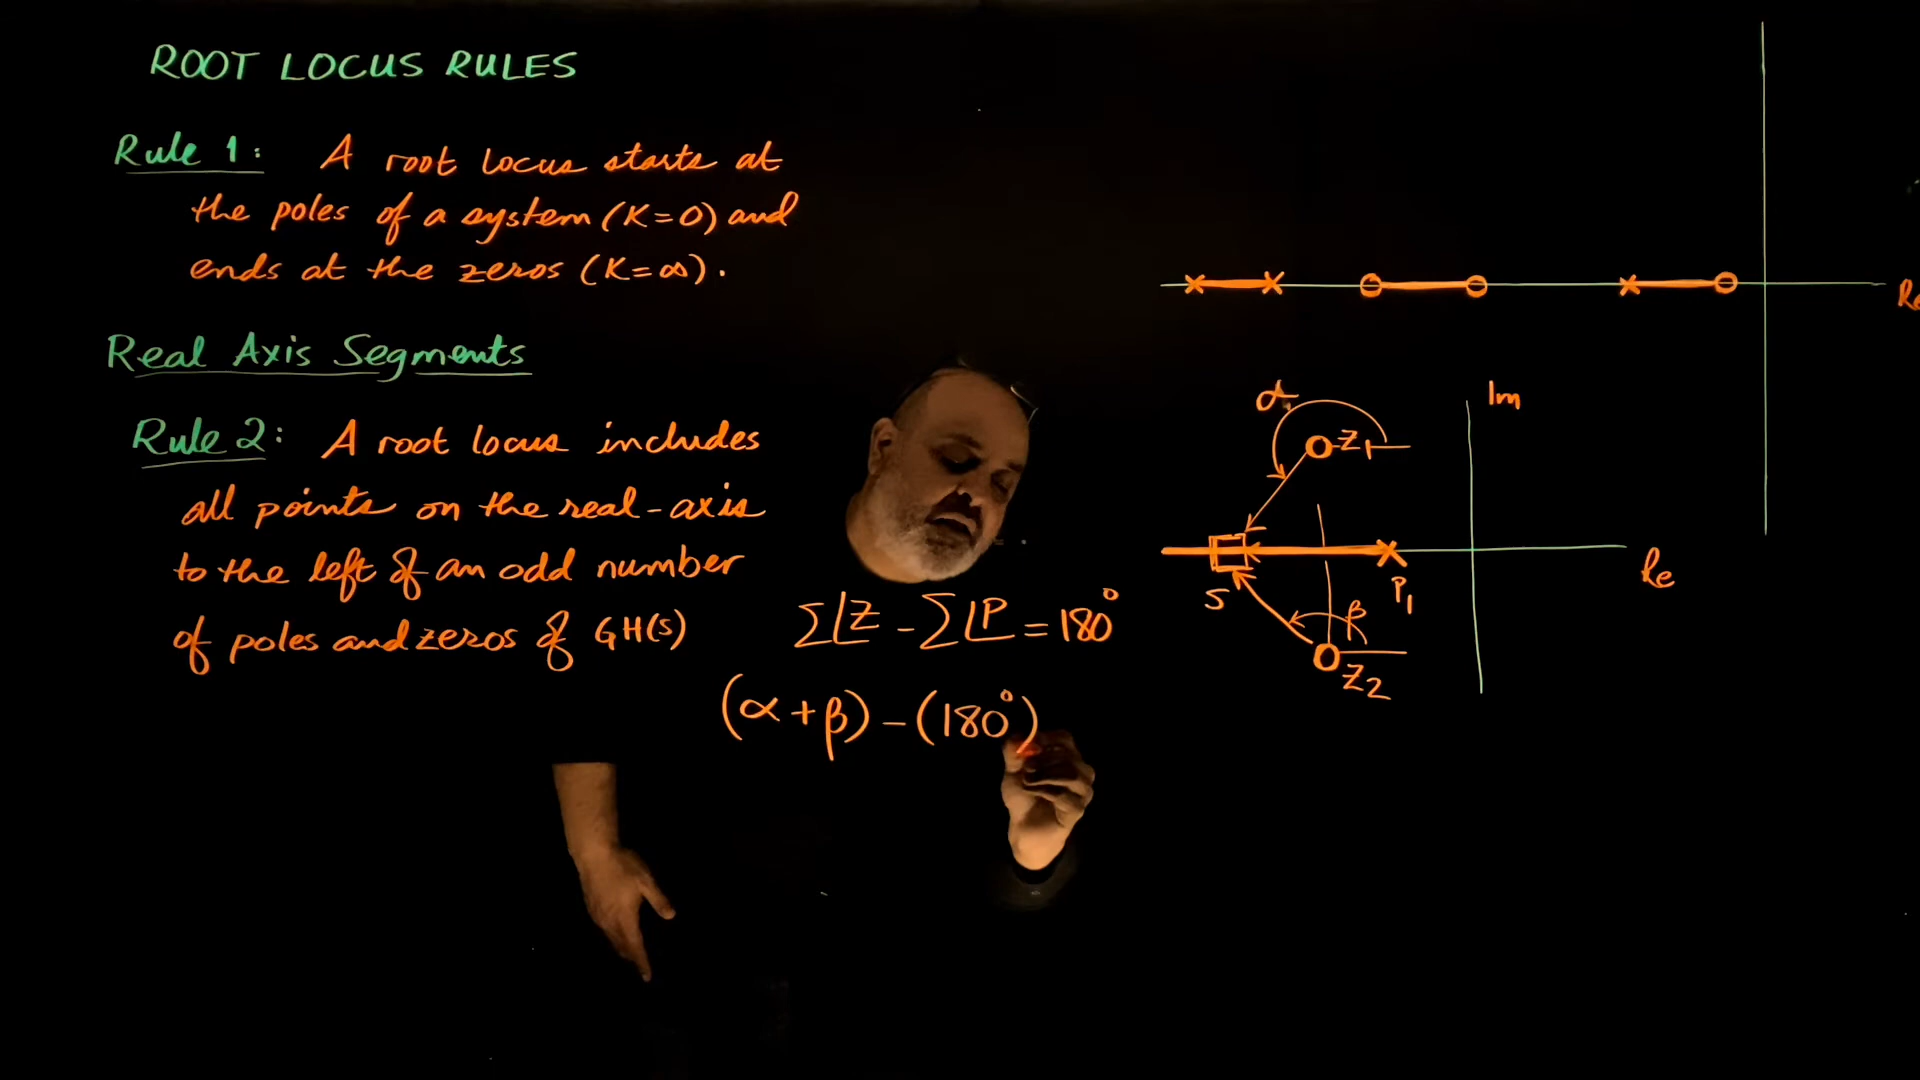 ROOT LOCUS RULES
Rule 1: A root locus starts at
the poles of a system (K=0) and
ends at the zeros (K=∞).
Real Axis Segments
Rule 2: A root locus includes
all points on the real-axis
to the left of an odd number
of poles and zeros of GH(s)
Σ∠Z - Σ∠P = 180°
(α+β) - (180°)
Re
Im
α
Z1
Re
S
P1
β
Z2